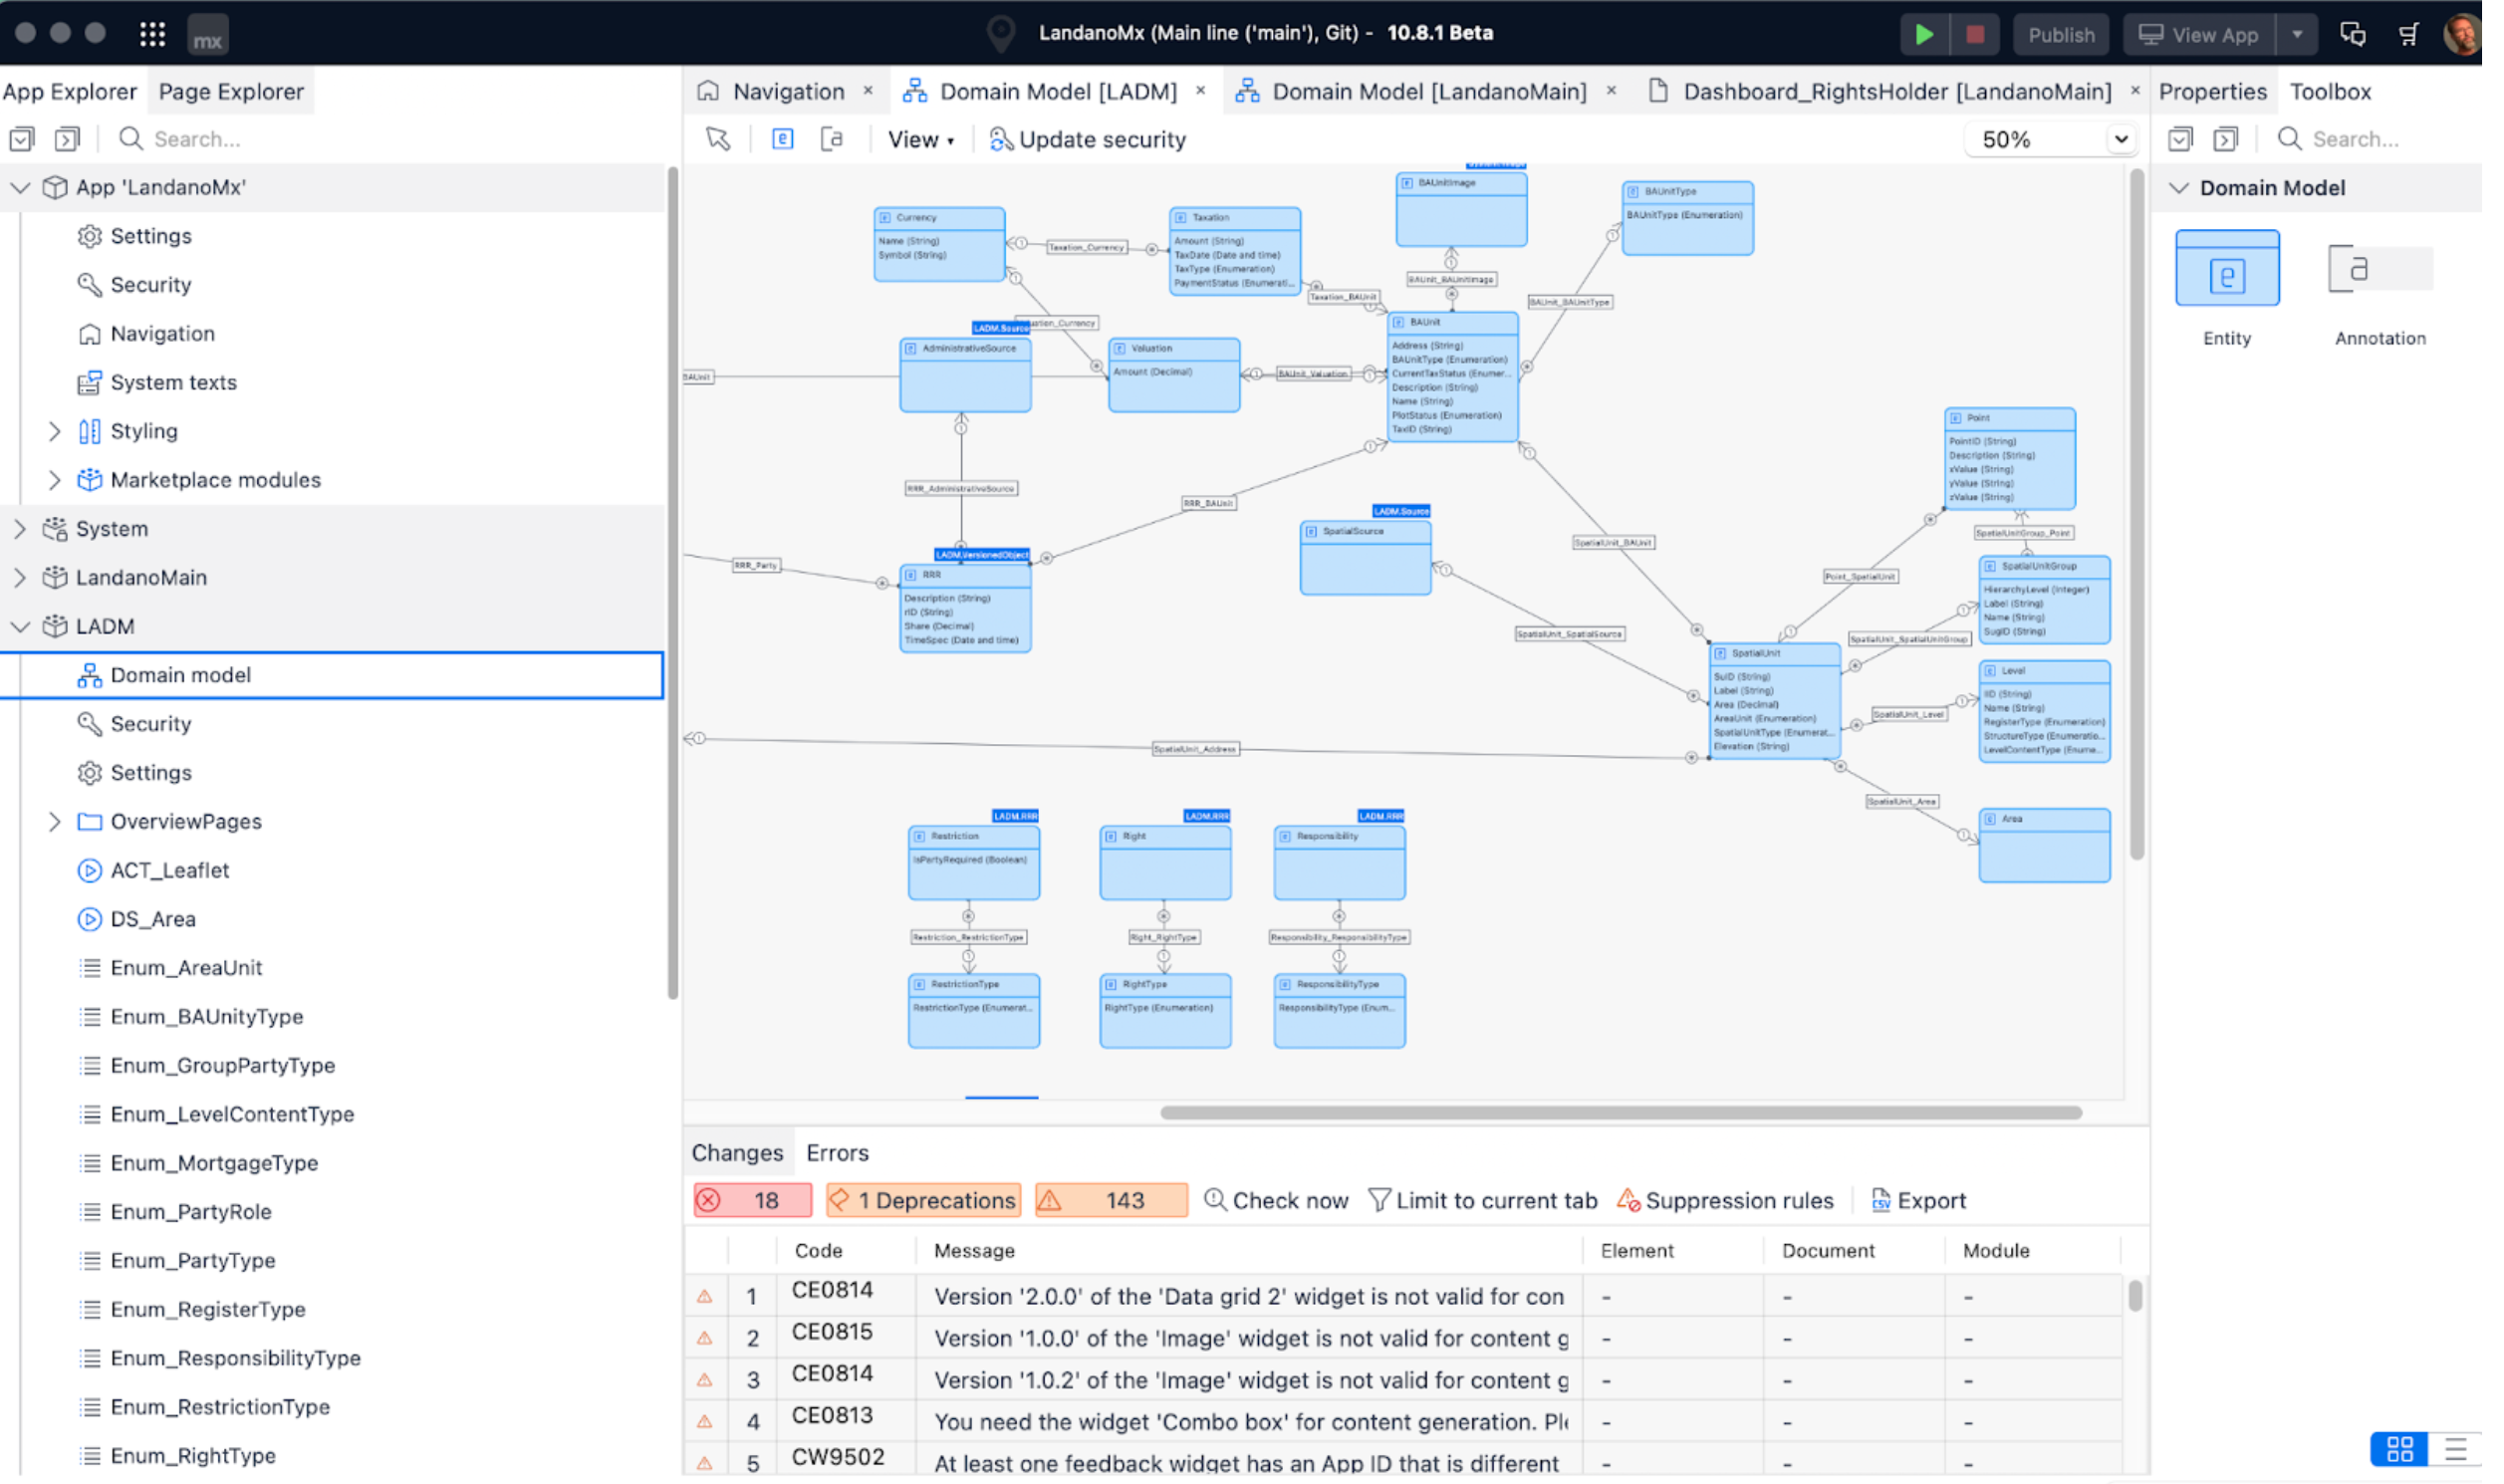 mx
LandanoMx (Main line ('main'), Git) - 10.8.1 Beta
Publish
View App
App Explorer
Page Explorer
Search...
App 'LandanoMx'
Settings
Security
Navigation
System texts
Styling
Marketplace modules
System
LandanoMain
LADM
Domain model
Security
Settings
OverviewPages
ACT_Leaflet
DS_Area
Enum_AreaUnit
Enum_BAUnityType
Enum_GroupPartyType
Enum_LevelContentType
Enum_MortgageType
Enum_PartyRole
Enum_PartyType
Enum_RegisterType
Enum_ResponsibilityType
Enum_RestrictionType
Enum_RightType
Navigation
Domain Model [LADM]
Domain Model [LandanoMain]
Dashboard_RightsHolder [LandanoMain]
View
Update security
50%
Currency
Name (String)
Symbol (String)
Taxation_Currency
Taxation
Amount (String)
TaxDate (Date and time)
TaxType (Enumeration)
PaymentStatus (Enumerati...
Taxation_BAUnit
BAUnitImage
BAUnit_BAUnitImage
BAUnitType
BAUnitType (Enumeration)
BAUnit_BAUnitType
LADM.Source
AdministrativeSource
Valuation
Amount (Decimal)
BAUnit_Valuation
BAUnit
Address (String)
BAUnitType (Enumeration)
CurrentTaxStatus (Enumer...
Description (String)
Name (String)
PlotStatus (Enumeration)
TaxID (String)
BAUnit
RRR_AdministrativeSource
RRR_BAUnit
RRR_Party
LADM.VersionedObject
RRR
Description (String)
rID (String)
Share (Decimal)
TimeSpec (Date and time)
LADM.Source
SpatialSource
SpatialUnit_BAUnit
SpatialUnit_SpatialSource
Point
PointID (String)
Description (String)
xValue (String)
yValue (String)
zValue (String)
SpatialUnitGroup_Point
Point_SpatialUnit
SpatialUnitGroup
HierarchyLevel (Integer)
Label (String)
Name (String)
SugID (String)
SpatialUnit_SpatialUnitGroup
SpatialUnit
SuID (String)
Label (String)
Area (Decimal)
AreaUnit (Enumeration)
SpatialUnitType (Enumerat...
Elevation (String)
SpatialUnit_Level
Level
lID (String)
Name (String)
RegisterType (Enumeration)
StructureType (Enumeratio...
LevelContentType (Enume...
SpatialUnit_Address
SpatialUnit_Area
Area
LADM.RRR
Restriction
IsPartyRequired (Boolean)
Restriction_RestrictionType
RestrictionType
RestrictionType (Enumerat...
LADM.RRR
Right
Right_RightType
RightType
RightType (Enumeration)
LADM.RRR
Responsibility
Responsibility_ResponsibilityType
ResponsibilityType
ResponsibilityType (Enum...
Changes
Errors
18
1 Deprecations
143
Check now
Limit to current tab
Suppression rules
Export
Code Message Element Document Module
1 CE0814 Version '2.0.0' of the 'Data grid 2' widget is not valid for con - - -
2 CE0815 Version '1.0.0' of the 'Image' widget is not valid for content g - - -
3 CE0814 Version '1.0.2' of the 'Image' widget is not valid for content g - - -
4 CE0813 You need the widget 'Combo box' for content generation. Ple - - -
5 CW9502 At least one feedback widget has an App ID that is different - - -
Properties
Toolbox
Search...
Domain Model
Entity
Annotation